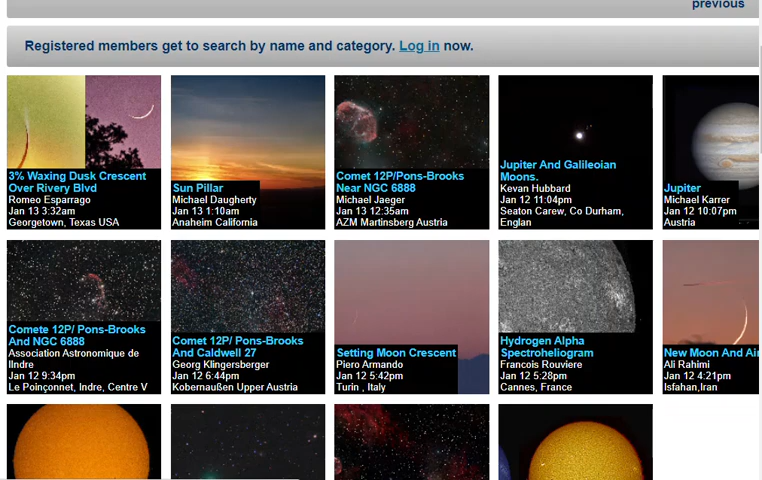 previous
Registered members get to search by name and category. Log in now.
3% Waxing Dusk Crescent
Over Rivery Blvd
Romeo Esparrago
Jan 13 3:32am
Georgetown, Texas USA
Sun Pillar
Michael Daugherty
Jan 13 1:10am
Anaheim California
Comet 12P/Pons-Brooks
Near NGC 6888
Michael Jaeger
Jan 13 12:35am
AZM Martinsberg Austria
Jupiter And Galileoian
Moons.
Kevan Hubbard
Jan 12 11:04pm
Seaton Carew, Co Durham,
Englan
Jupiter
Michael Karrer
Jan 12 10:07pm
Austria
Comete 12P/ Pons-Brooks
And NGC 6888
Association Astronomique de
lIndre
Jan 12 9:34pm
Le Poinçonnet, Indre, Centre V
Comet 12P/ Pons-Brooks
And Caldwell 27
Georg Klingersberger
Jan 12 6:44pm
Kobernaußen Upper Austria
Setting Moon Crescent
Piero Armando
Jan 12 5:42pm
Turin , Italy
Hydrogen Alpha
Spectroheliogram
Francois Rouviere
Jan 12 5:28pm
Cannes, France
New Moon And Air
Ali Rahimi
Jan 12 4:21pm
Isfahan,Iran